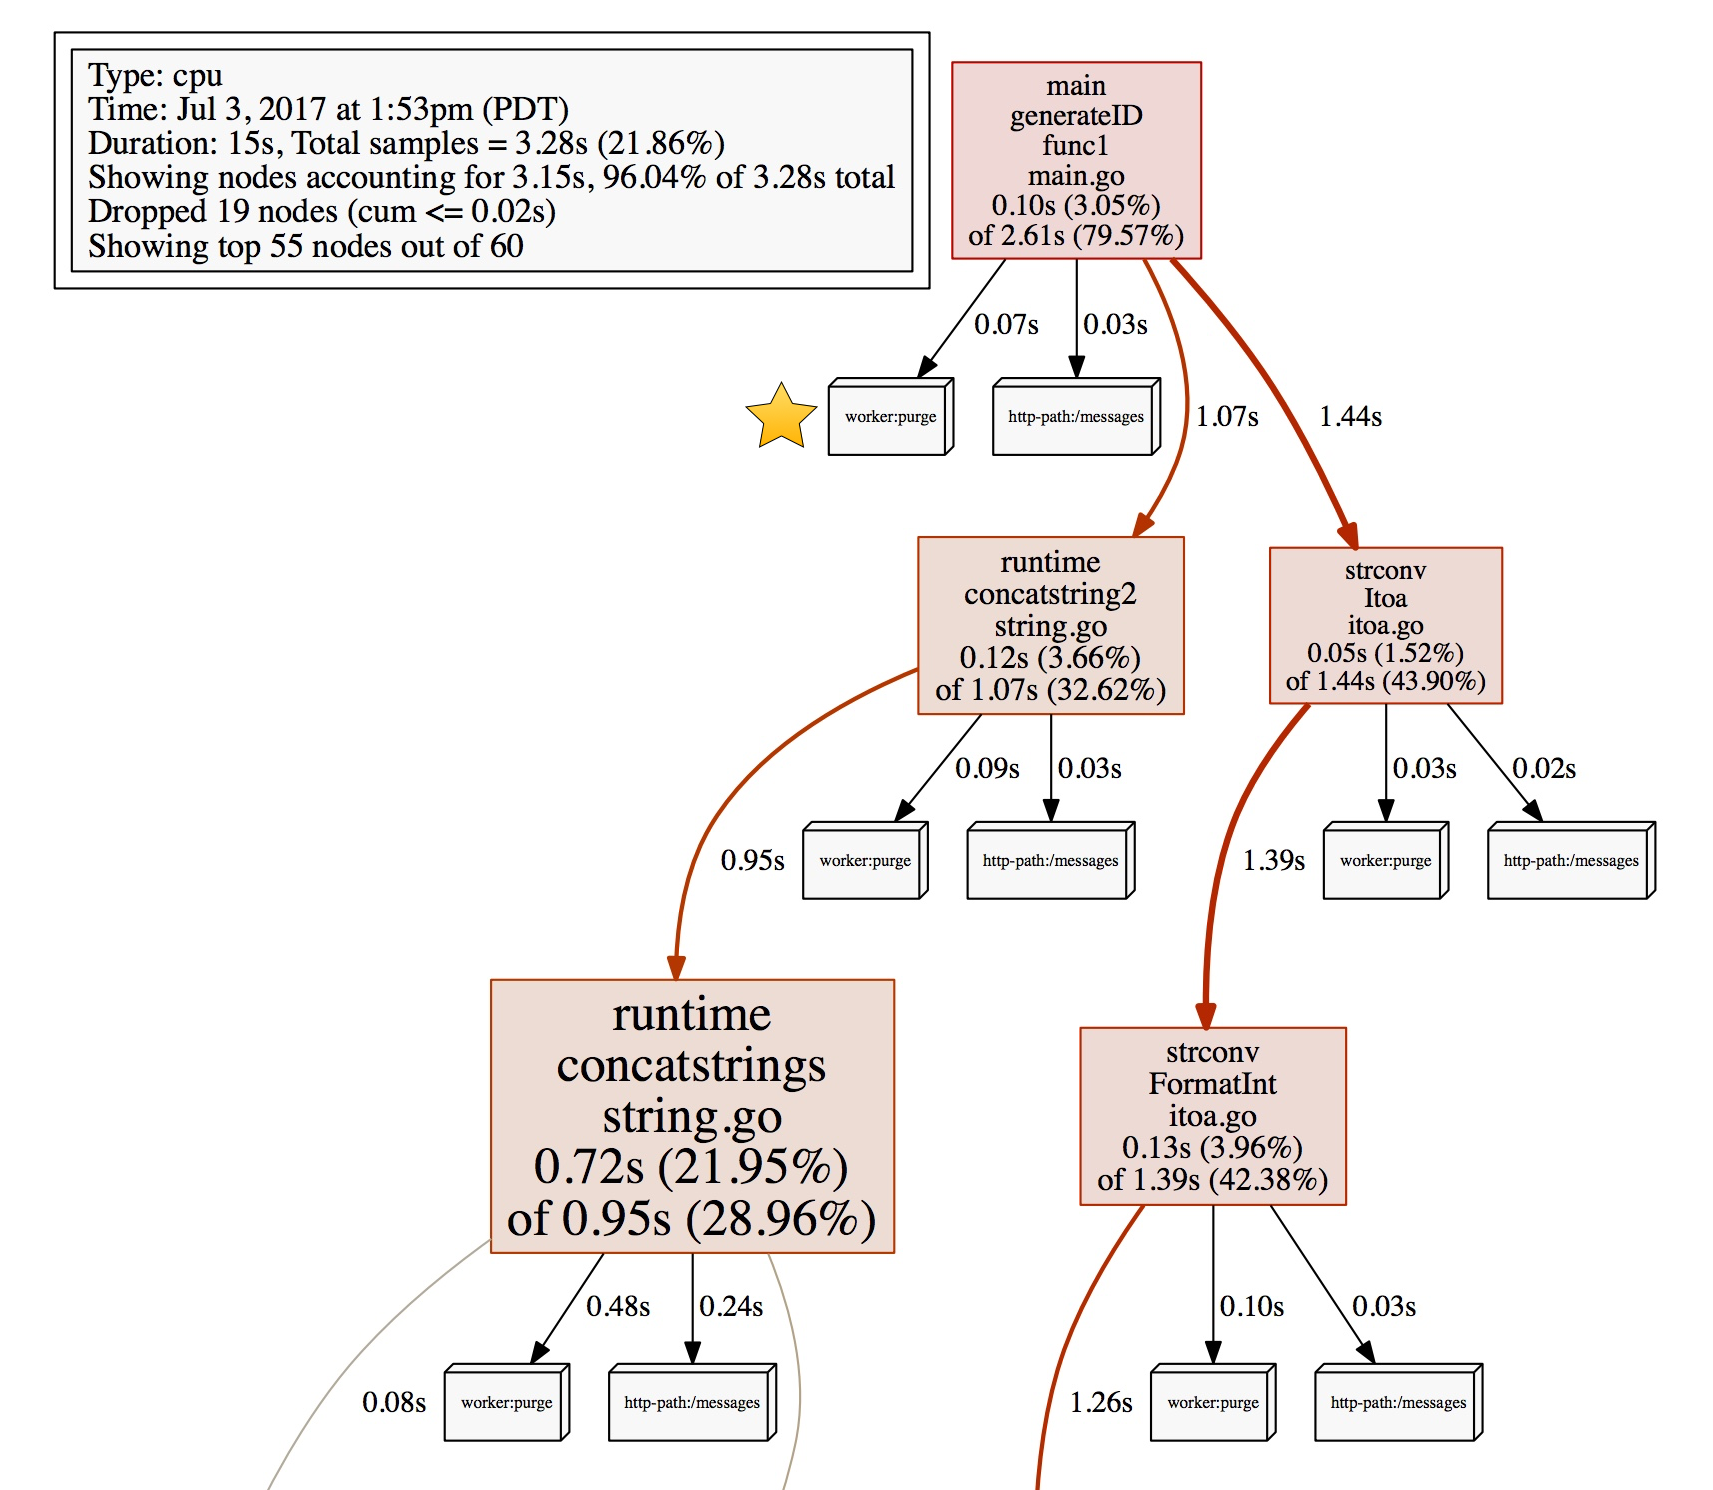 Type: cpu
Time: Jul 3, 2017 at 1:53pm (PDT)
Duration: 15s, Total samples = 3.28s (21.86%)
Showing nodes accounting for 3.15s, 96.04% of 3.28s total
Dropped 19 nodes (cum <= 0.02s)
Showing top 55 nodes out of 60
main
generateID
func1
main.go
0.10s (3.05%)
of 2.61s (79.57%)
0.07s
0.03s
worker:purge
http-path:/messages
1.07s
1.44s
runtime
concatstring2
string.go
0.12s (3.66%)
of 1.07s (32.62%)
strconv
Itoa
itoa.go
0.05s (1.52%)
of 1.44s (43.90%)
0.09s
0.03s
0.03s
0.02s
0.95s
worker:purge
http-path:/messages
1.39s
worker:purge
http-path:/messages
runtime
concatstrings
string.go
0.72s (21.95%)
of 0.95s (28.96%)
strconv
FormatInt
itoa.go
0.13s (3.96%)
of 1.39s (42.38%)
0.48s
0.24s
0.10s
0.03s
0.08s
worker:purge
http-path:/messages
1.26s
worker:purge
http-path:/messages